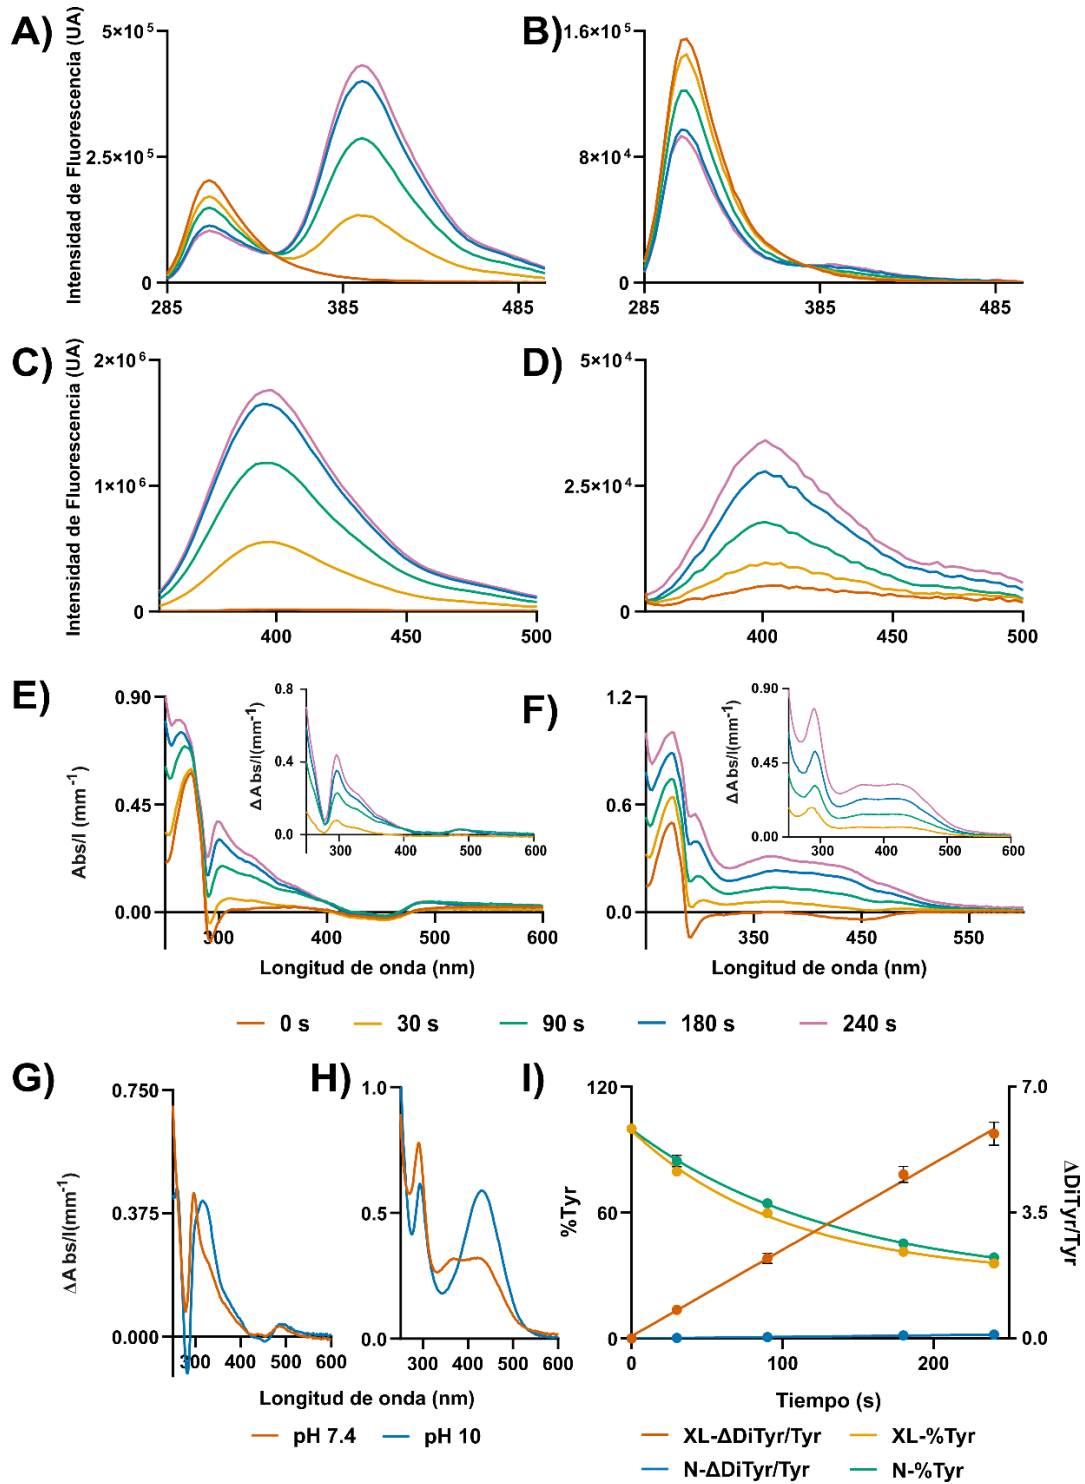 A)
Intensidad de Fluorescencia (UA)
5×10⁵
2.5×10⁵
0
285
385
485
B)
1.6×10⁵
8×10⁴
0
285
385
485
C)
Intensidad de Fluorescencia (UA)
2×10⁶
1×10⁶
0
400
450
500
D)
5×10⁴
2.5×10⁴
0
400
450
500
E)
Abs/l (mm⁻¹)
0.90
0.45
0.00
300
400
500
600
Longitud de onda (nm)
Δ Abs/l(mm⁻¹)
0.8
0.4
0.0
300
400
500
600
F)
1.2
0.6
0.0
350
450
550
Longitud de onda (nm)
Δ Abs/l(mm⁻¹)
0.90
0.45
0.00
300
400
500
600
0 s
30 s
90 s
180 s
240 s
G)
ΔAbs/l(mm⁻¹)
0.750
0.375
0.000
300
400
500
600
H)
1.0
0.5
0.0
300
400
500
600
Longitud de onda (nm)
pH 7.4
pH 10
I)
%Tyr
120
60
0
0
100
200
Tiempo (s)
7.0
3.5
0.0
ΔDiTyr/Tyr
XL-ΔDiTyr/Tyr
XL-%Tyr
N-ΔDiTyr/Tyr
N-%Tyr